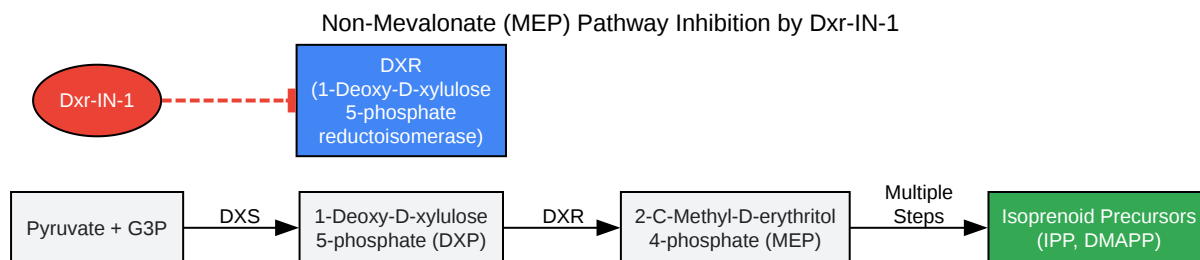 Non-Mevalonate (MEP) Pathway Inhibition by Dxr-IN-1
Dxr-IN-1
DXR
(1-Deoxy-D-xylulose
5-phosphate
reductoisomerase)
Pyruvate + G3P
DXS
1-Deoxy-D-xylulose
5-phosphate (DXP)
DXR
2-C-Methyl-D-erythritol
4-phosphate (MEP)
Multiple
Steps
Isoprenoid Precursors
(IPP, DMAPP)